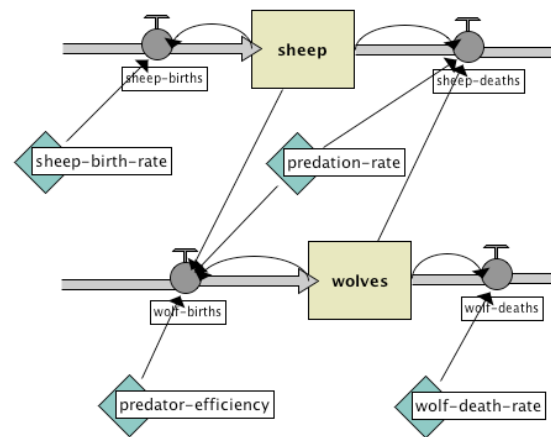 sheep
sheep-births
sheep-deaths
sheep-birth-rate
predation-rate
wolves
wolf-births
wolf-deaths
predator-efficiency
wolf-death-rate